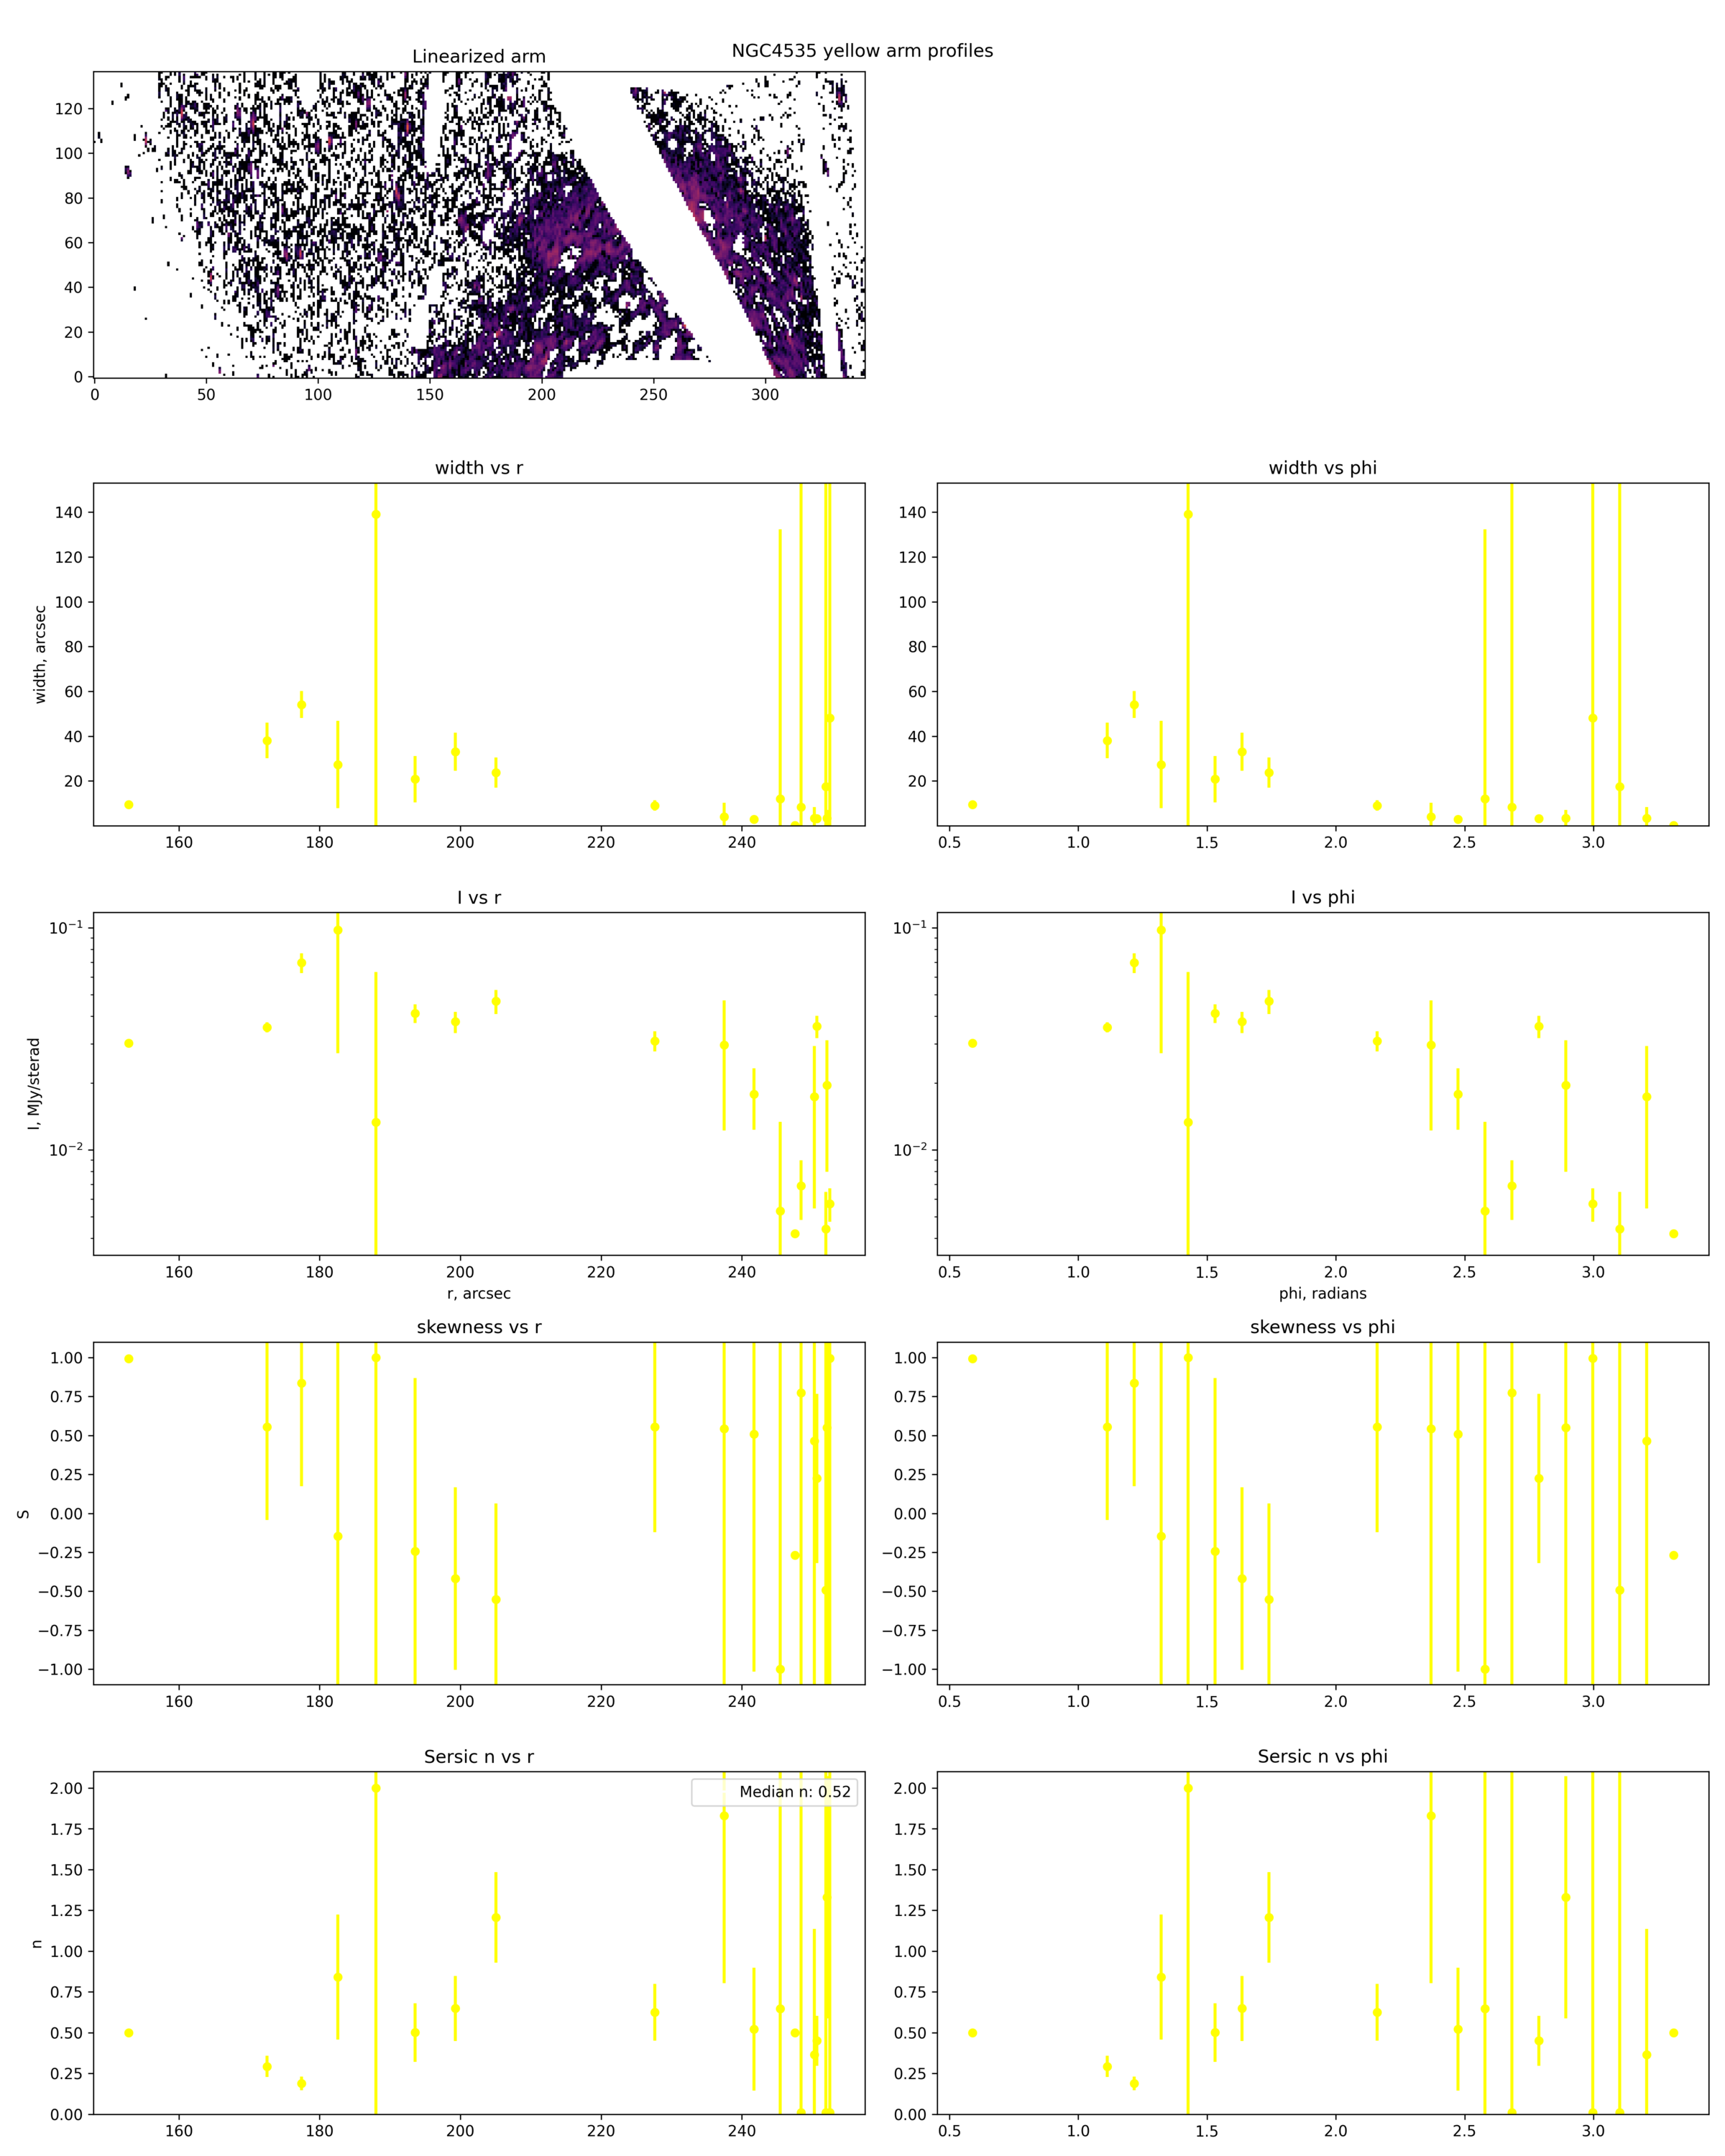 NGC4535 yellow arm profiles
Linearized arm
120
100
80
60
40
20
0
0 50 100 150 200 250 300
width vs r
width, arcsec
140
120
100
80
60
40
20
160 180 200 220 240
width vs phi
140
120
100
80
60
40
20
0.5 1.0 1.5 2.0 2.5 3.0
I vs r
I, MJy/sterad
10⁻¹
10⁻²
160 180 200 220 240
r, arcsec
I vs phi
10⁻¹
10⁻²
0.5 1.0 1.5 2.0 2.5 3.0
phi, radians
skewness vs r
S
1.00
0.75
0.50
0.25
0.00
−0.25
−0.50
−0.75
−1.00
160 180 200 220 240
skewness vs phi
1.00
0.75
0.50
0.25
0.00
−0.25
−0.50
−0.75
−1.00
0.5 1.0 1.5 2.0 2.5 3.0
Sersic n vs r
n
Median n: 0.52
2.00
1.75
1.50
1.25
1.00
0.75
0.50
0.25
0.00
160 180 200 220 240
Sersic n vs phi
2.00
1.75
1.50
1.25
1.00
0.75
0.50
0.25
0.00
0.5 1.0 1.5 2.0 2.5 3.0